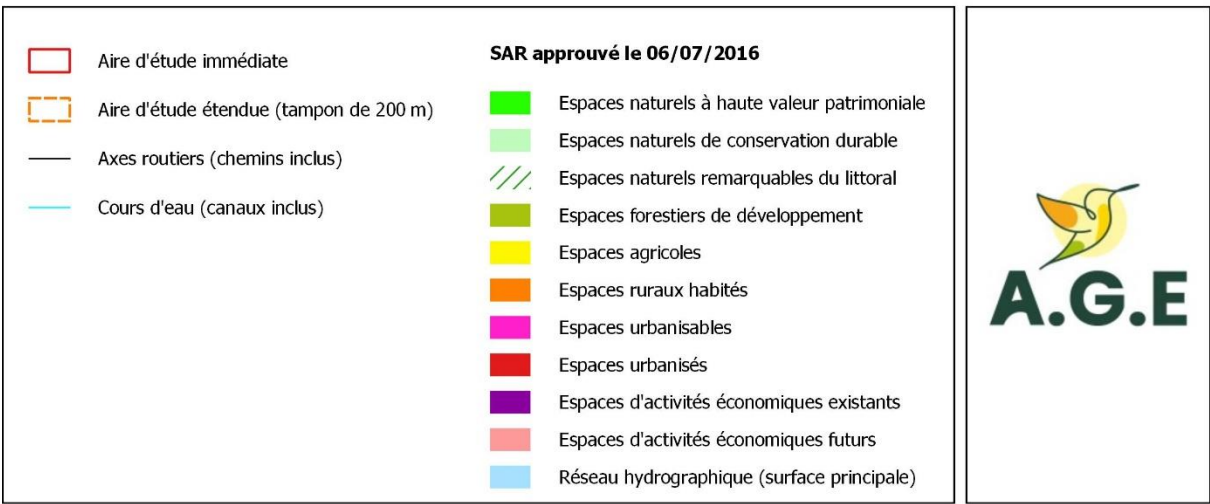 Aire d'étude immédiate
Aire d'étude étendue (tampon de 200 m)
Axes routiers (chemins inclus)
Cours d'eau (canaux inclus)
SAR approuvé le 06/07/2016
Espaces naturels à haute valeur patrimoniale
Espaces naturels de conservation durable
Espaces naturels remarquables du littoral
Espaces forestiers de développement
Espaces agricoles
Espaces ruraux habités
Espaces urbanisables
Espaces urbanisés
Espaces d'activités économiques existants
Espaces d'activités économiques futurs
Réseau hydrographique (surface principale)
A.G.E